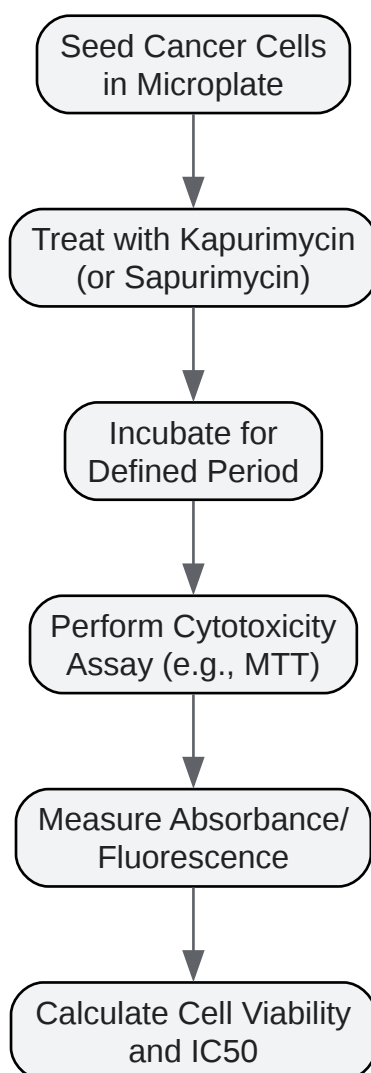 Seed Cancer Cells
in Microplate
Treat with Kapurimycin
(or Sapurimycin)
Incubate for
Defined Period
Perform Cytotoxicity
Assay (e.g., MTT)
Measure Absorbance/
Fluorescence
Calculate Cell Viability
and IC50